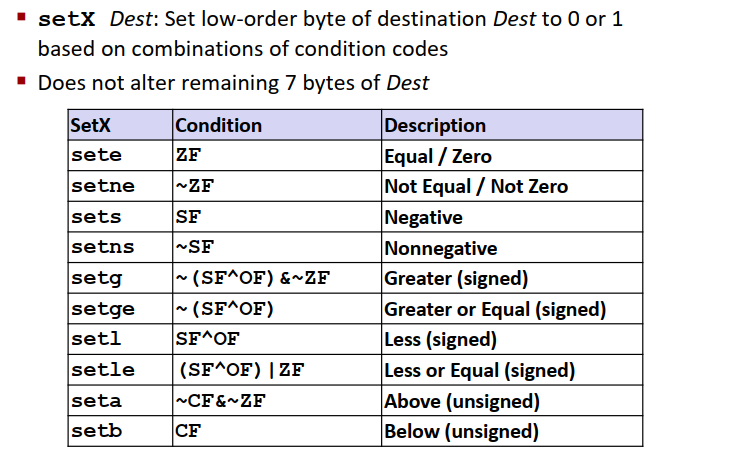 ▪ setX Dest: Set low-order byte of destination Dest to 0 or 1
based on combinations of condition codes
▪ Does not alter remaining 7 bytes of Dest
SetX Condition Description
sete ZF Equal / Zero
setne ~ZF Not Equal / Not Zero
sets SF Negative
setns ~SF Nonnegative
setg ~(SF^OF)&~ZF Greater (signed)
setge ~(SF^OF) Greater or Equal (signed)
setl SF^OF Less (signed)
setle (SF^OF)|ZF Less or Equal (signed)
seta ~CF&~ZF Above (unsigned)
setb CF Below (unsigned)